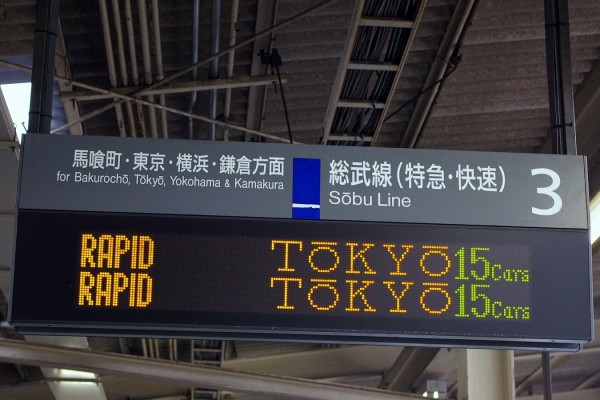 馬喰町・東京・横浜・鎌倉方面
for Bakurochō, Tōkyō, Yokohama & Kamakura
総武線(特急・快速)
Sōbu Line
3
RAPID TŌKYŌ 15Cars
RAPID TŌKYŌ 15Cars